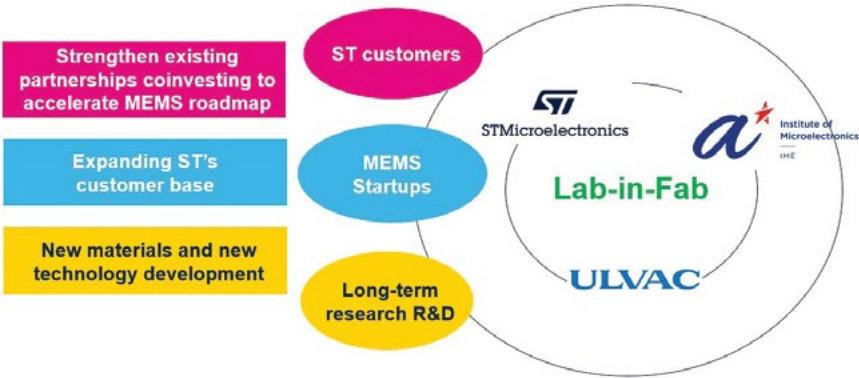 Strengthen existing
partnerships coinvesting to
accelerate MEMS roadmap
ST customers
Expanding ST's
customer base
MEMS
Startups
New materials and new
technology development
Long-term
research R&D
ST
STMicroelectronics
a
Institute of
Microelectronics
IME
Lab-in-Fab
ULVAC